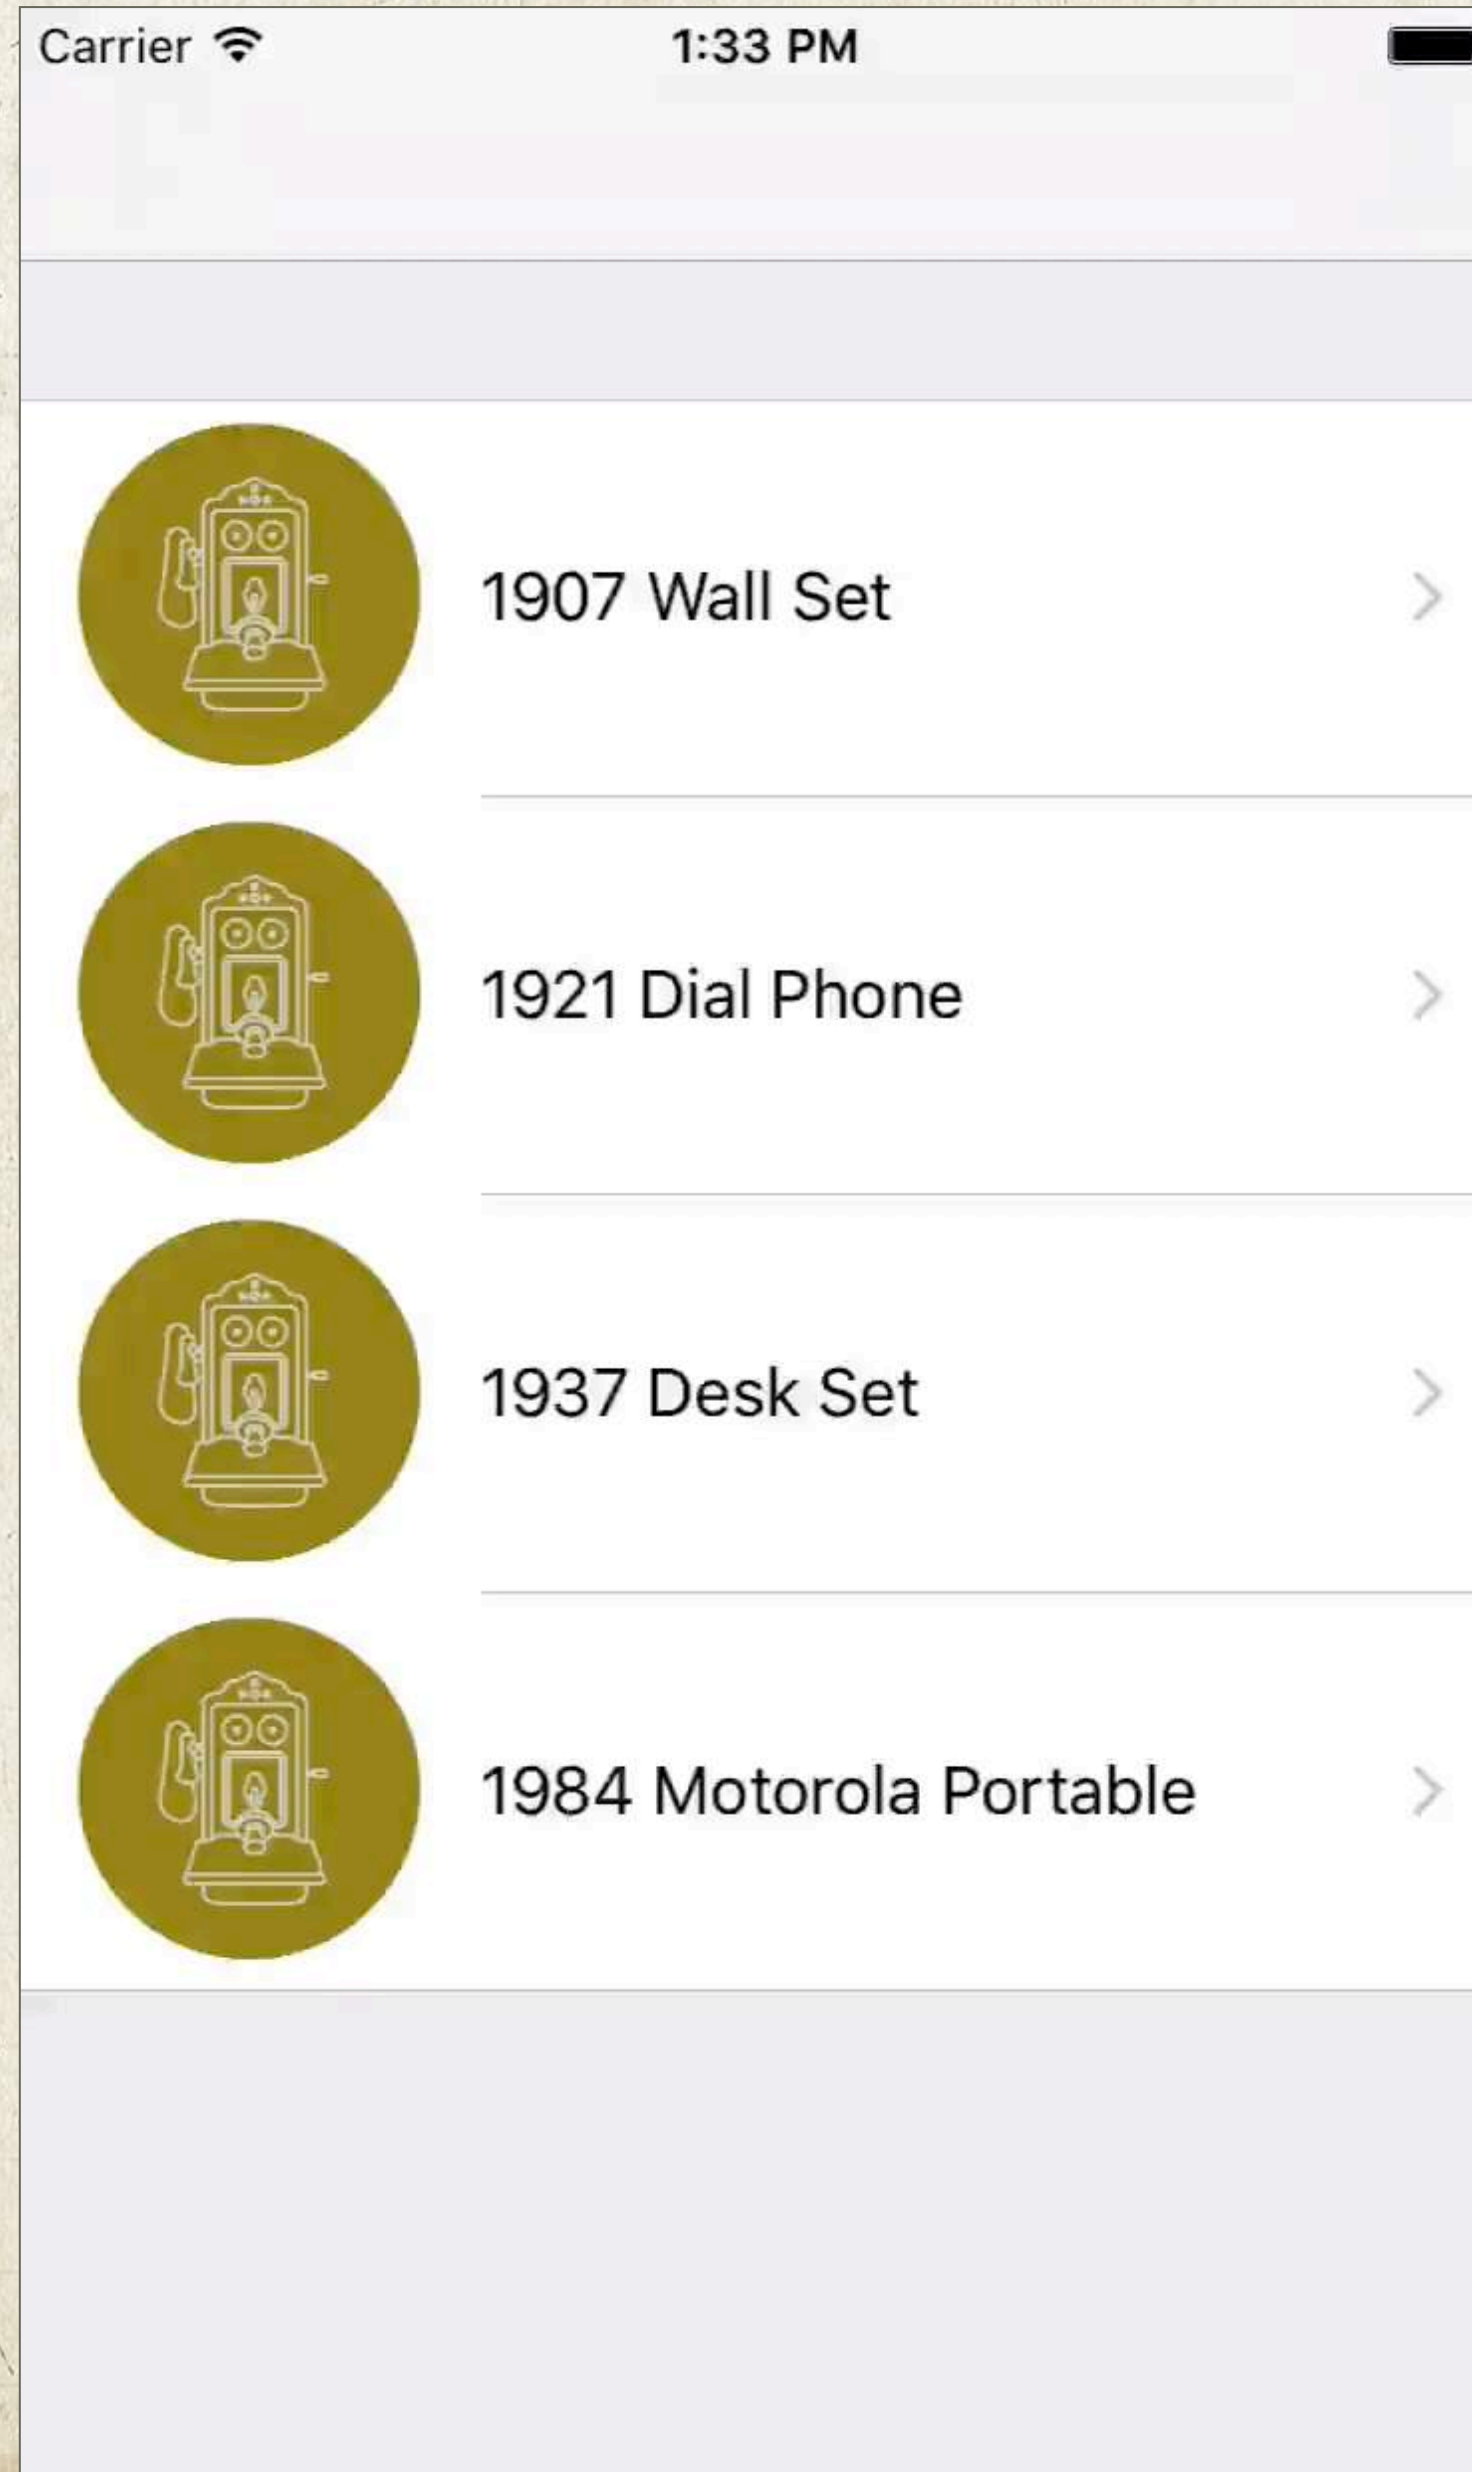 Carrier
1:33 PM
1907 Wall Set
1921 Dial Phone
1937 Desk Set
1984 Motorola Portable